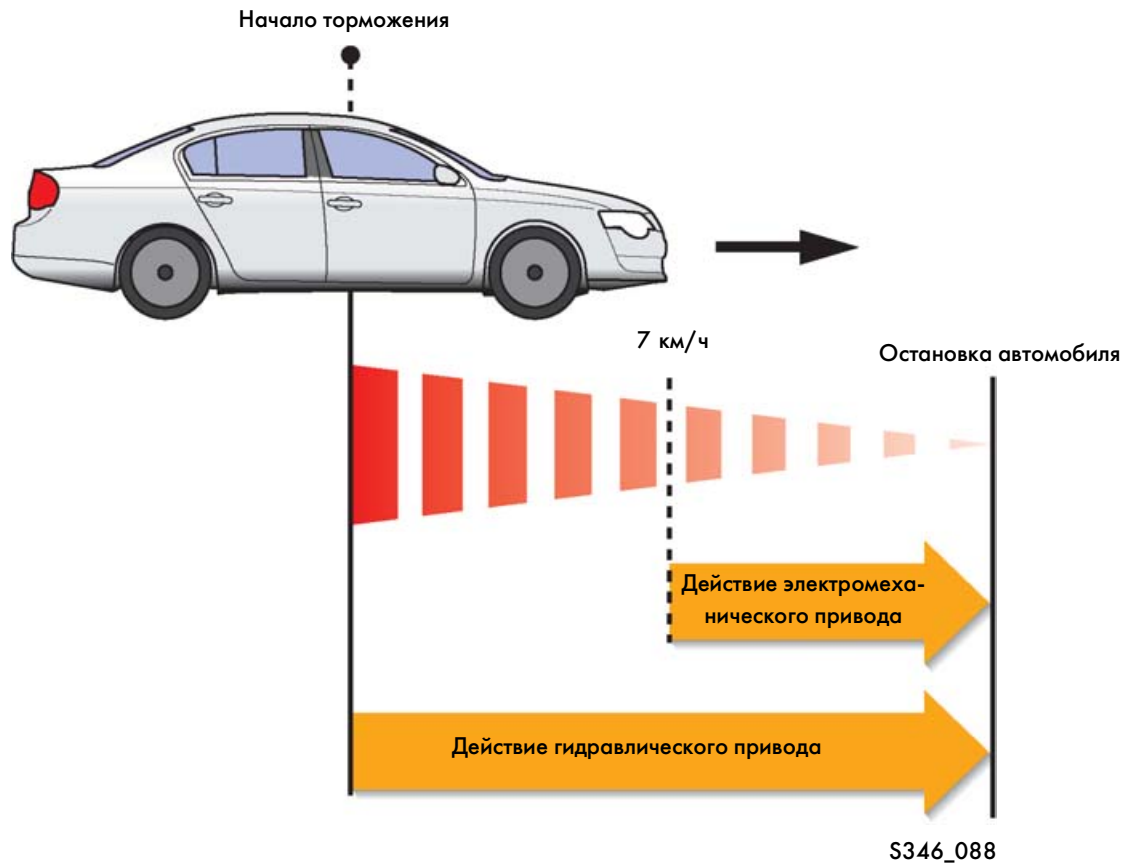 Начало торможения
7 км/ч
Остановка автомобиля
Действие электромеха-
нического привода
Действие гидравлического привода
S346_088